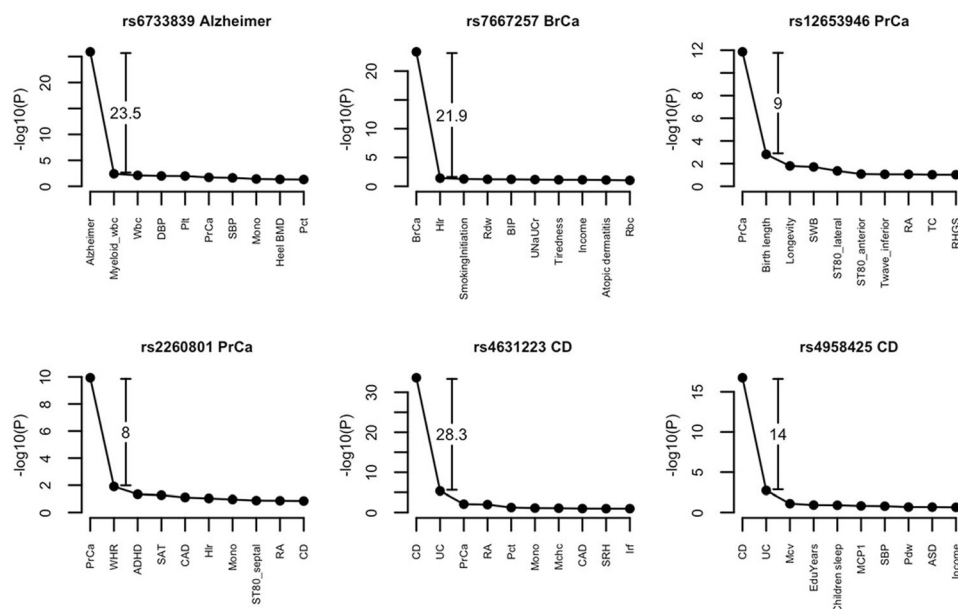 rs6733839 Alzheimer
-log10(P)
20
10
5
0
23.5
Alzheimer
Myeloid_wbc
Wbc
DBP
Plt
PrCa
SBP
Mono
Heel BMD
Pct
rs7667257 BrCa
-log10(P)
20
10
5
0
21.9
BrCa
Hlr
SmokingInitiation
Rdw
BIP
UNaUCr
Tiredness
Income
Atopic dermatitis
Rbc
rs12653946 PrCa
-log10(P)
12
8
6
4
2
0
9
PrCa
Birth length
Longevity
SWB
ST80_lateral
ST80_anterior
Twave_inferior
RA
TC
RHGS
rs2260801 PrCa
-log10(P)
10
8
6
4
2
0
8
PrCa
WHR
ADHD
SAT
CAD
Hlr
Mono
ST80_septal
RA
CD
rs4631223 CD
-log10(P)
30
20
10
0
28.3
CD
UC
PrCa
RA
Pct
Mono
Mchc
CAD
SRH
Irf
rs4958425 CD
-log10(P)
15
10
5
0
14
CD
UC
Mcv
EduYears
Children sleep
MCP1
SBP
Pdw
ASD
Income